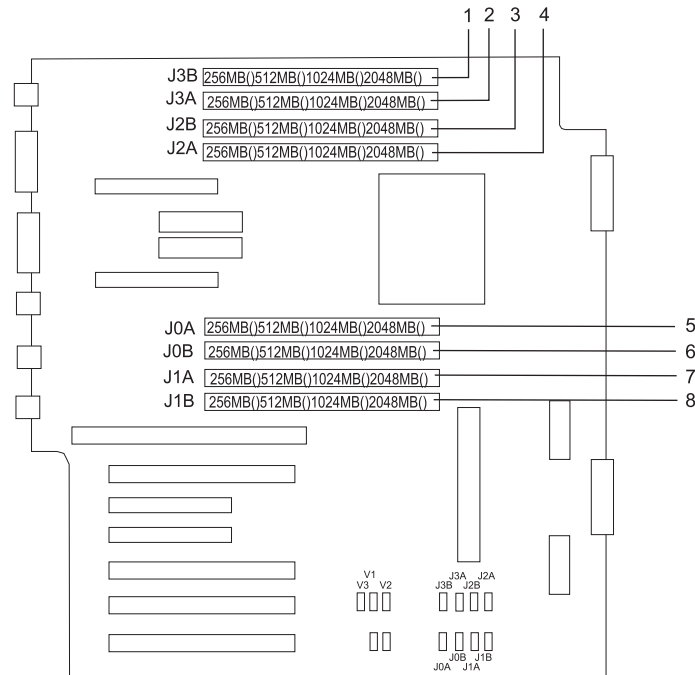 1 2 3 4
J3B 256MB()512MB()1024MB()2048MB()
J3A 256MB()512MB()1024MB()2048MB()
J2B 256MB()512MB()1024MB()2048MB()
J2A 256MB()512MB()1024MB()2048MB()
J0A 256MB()512MB()1024MB()2048MB() 5
J0B 256MB()512MB()1024MB()2048MB() 6
J1A 256MB()512MB()1024MB()2048MB() 7
J1B 256MB()512MB()1024MB()2048MB() 8
V1 J3A J2A
V3 V2 J3B J2B
J0B J1B
J0A J1A